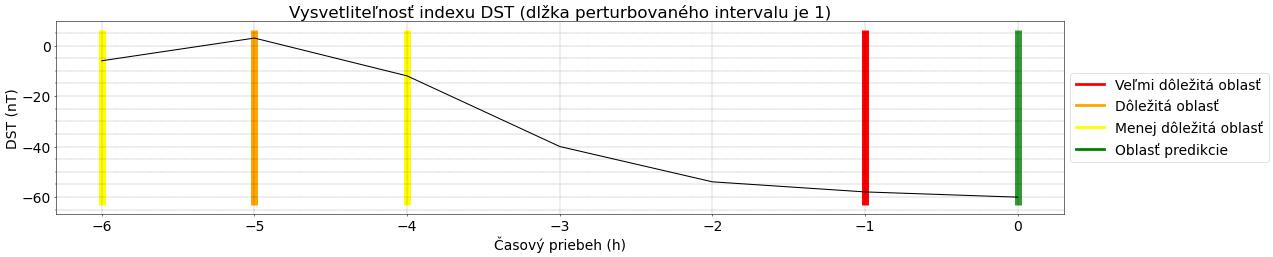 Vysvetliteľnosť indexu DST (dlžka perturbovaného intervalu je 1)
DST (nT)
0
−20
−40
−60
−6 −5 −4 −3 −2 −1 0
Časový priebeh (h)
Veľmi dôležitá oblasť
Dôležitá oblasť
Menej dôležitá oblasť
Oblasť predikcie